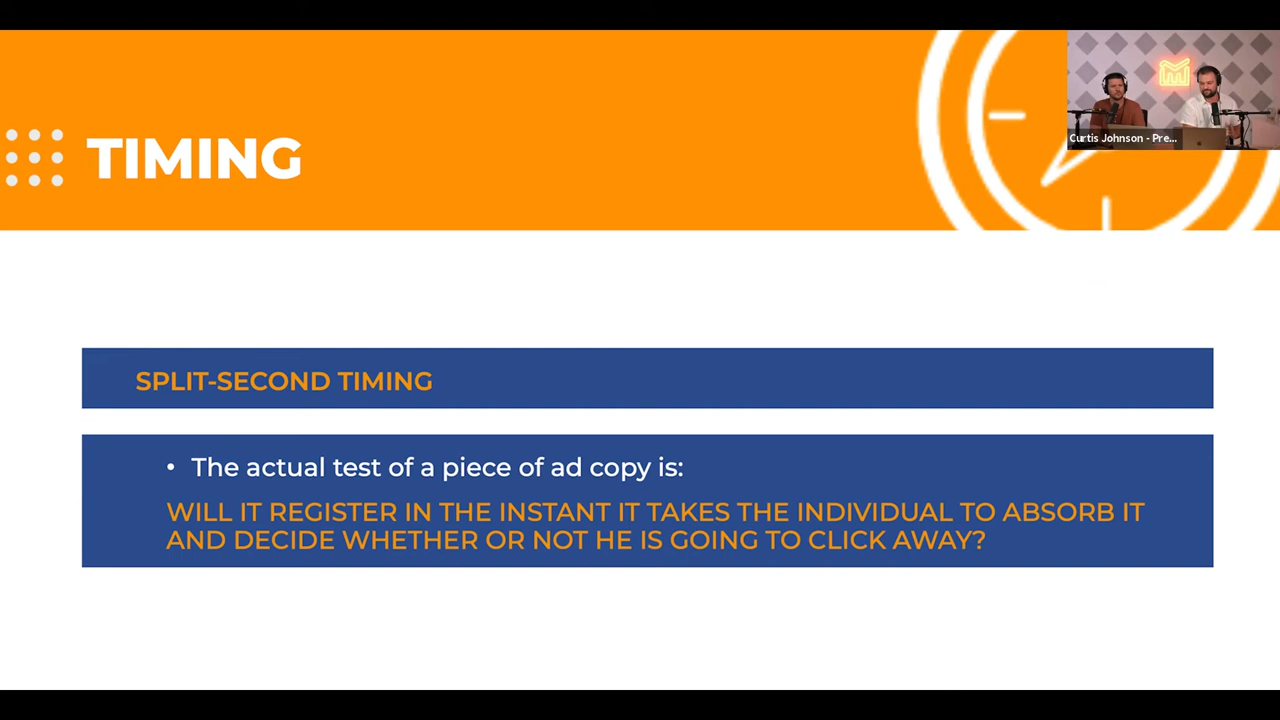 TIMING
Curtis Johnson - Pre...
SPLIT-SECOND TIMING
• The actual test of a piece of ad copy is:
WILL IT REGISTER IN THE INSTANT IT TAKES THE INDIVIDUAL TO ABSORB IT
AND DECIDE WHETHER OR NOT HE IS GOING TO CLICK AWAY?